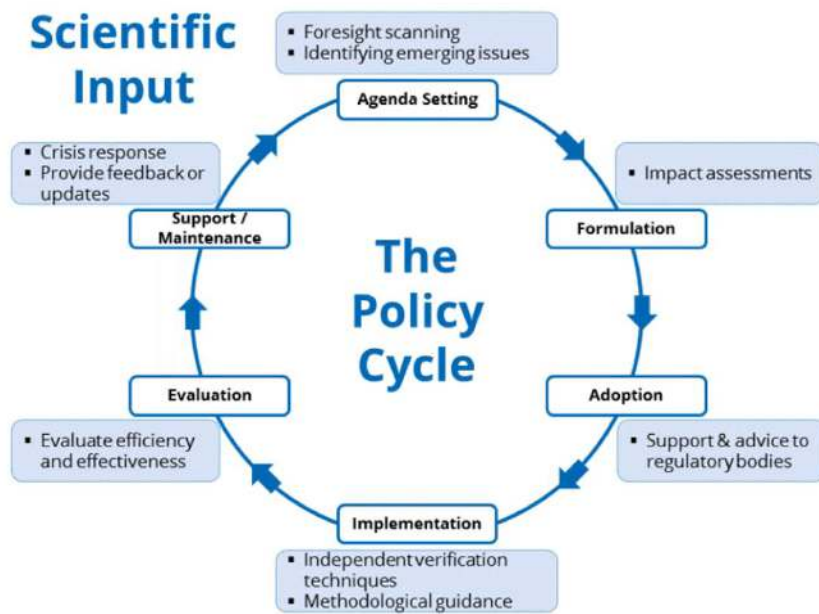 Scientific
Input
▪ Foresight scanning
▪ Identifying emerging issues
Agenda Setting
▪ Crisis response
▪ Provide feedback or
updates
Support /
Maintenance
▪ Impact assessments
Formulation
The
Policy
Cycle
Evaluation
▪ Evaluate efficiency
and effectiveness
Adoption
▪ Support & advice to
regulatory bodies
Implementation
▪ Independent verification
techniques
▪ Methodological guidance